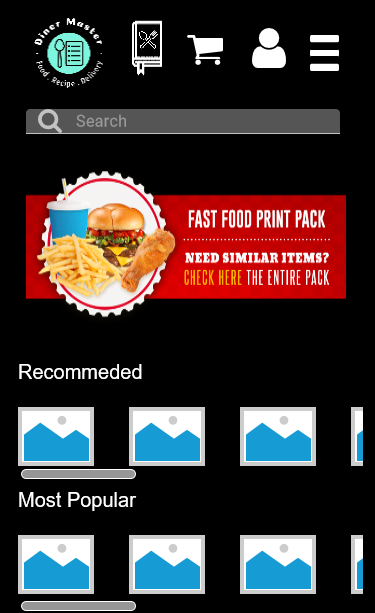 Diner Master
Food . Recipe . Delivery
Search
FAST FOOD PRINT PACK
NEED SIMILAR ITEMS?
CHECK HERE THE ENTIRE PACK
Recommeded
Most Popular